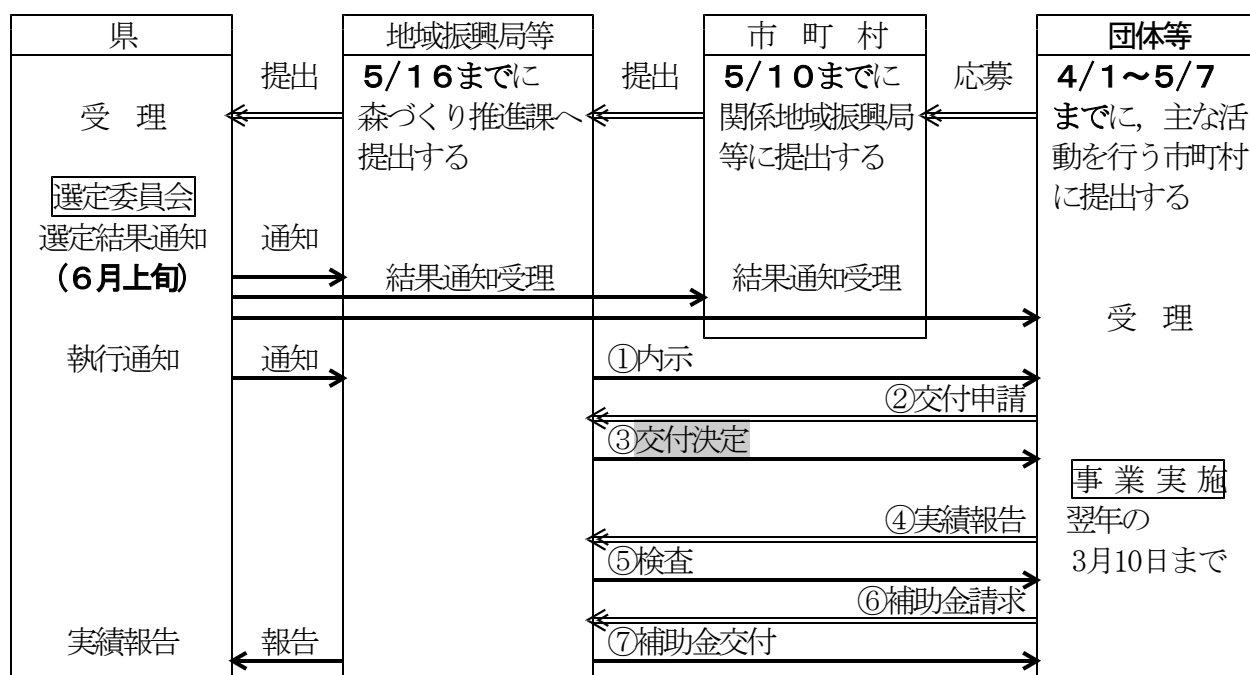 県 地域振興局等 市 町 村 団体等
提出 5/16までに 提出 5/10までに 応募 4/1~5/7
受 理 森づくり推進課へ 関係地域振興局 までに,主な活
提出する 等に提出する 動を行う市町村
選定委員会 に提出する
選定結果通知 通知
(6月上旬) 結果通知受理 結果通知受理
受 理
執行通知 通知 ①内示
②交付申請
③交付決定
事 業 実 施
④実績報告 翌年の
⑤検査 3月10日まで
⑥補助金請求
実績報告 報告 ⑦補助金交付